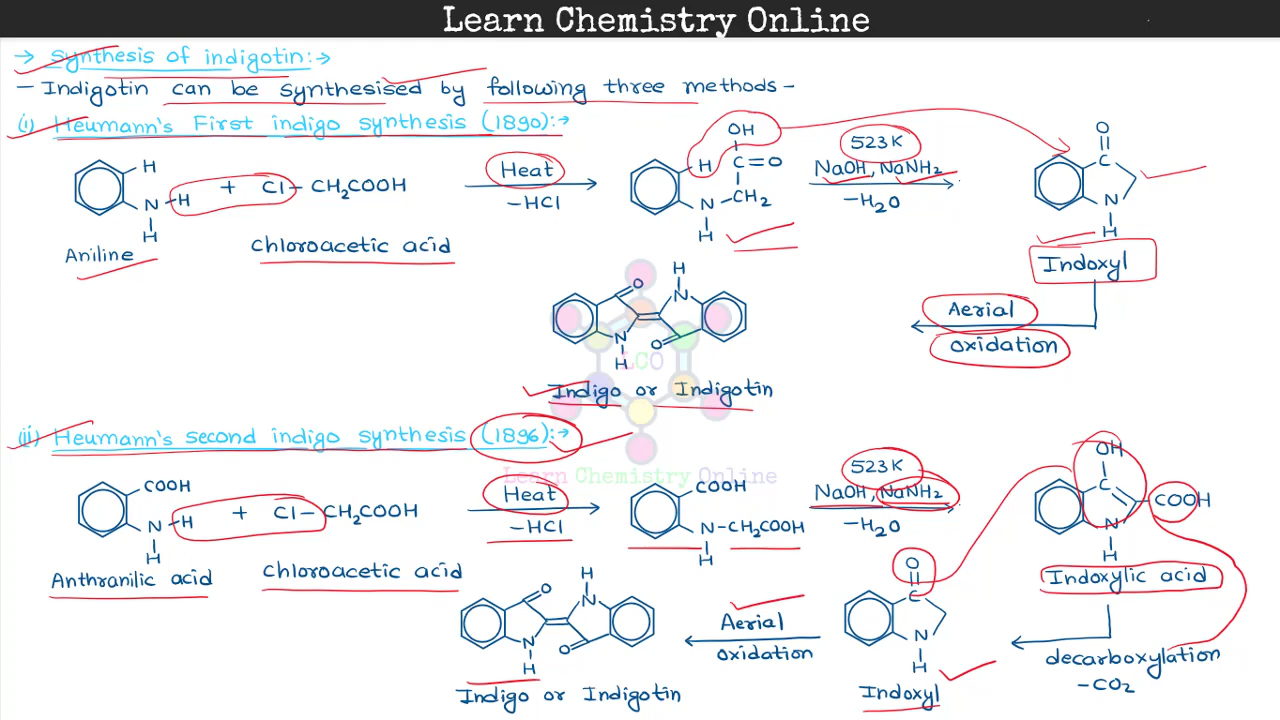 Learn Chemistry Online
→ Synthesis of indigotin:→
- Indigotin can be synthesised by following three methods -
(i) Heumann's First indigo synthesis (1890):→
H
N-H
H
+ Cl-CH₂COOH
Heat
-HCl
OH
H C=O
N-CH₂
H
523K
NaOH, NaNH₂
-H₂O
O
C
N
H
Aniline
Chloroacetic acid
Indoxyl
Aerial
oxidation
H
O N
N O
H
LCO
Indigo or Indigotin
(ii) Heumann's second indigo synthesis (1896):→
Learn Chemistry Online
COOH
N-H
H
+ Cl-CH₂COOH
Heat
-HCl
COOH
N-CH₂COOH
H
523K
NaOH, NaNH₂
-H₂O
OH
C
COOH
N
H
Anthranilic acid
Chloroacetic acid
Indoxylic acid
decarboxylation
-CO₂
O
C
N
H
Indoxyl
Aerial
oxidation
H
O N
N O
H
Indigo or Indigotin